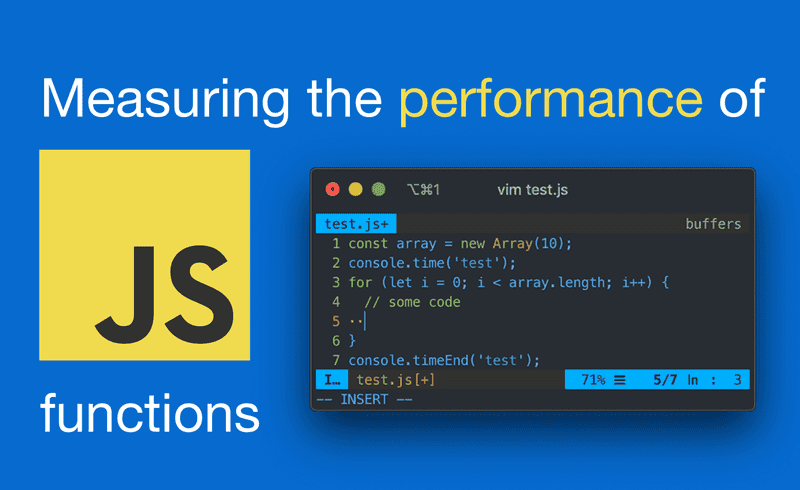 Measuring the performance of
JS
functions
⌥⌘1 vim test.js
test.js+ buffers
1 const array = new Array(10);
2 console.time('test');
3 for (let i = 0; i < array.length; i++) {
4 // some code
5 ··
6 }
7 console.timeEnd('test');
I… test.js[+] 71% ☰ 5/7 ln : 3
-- INSERT --